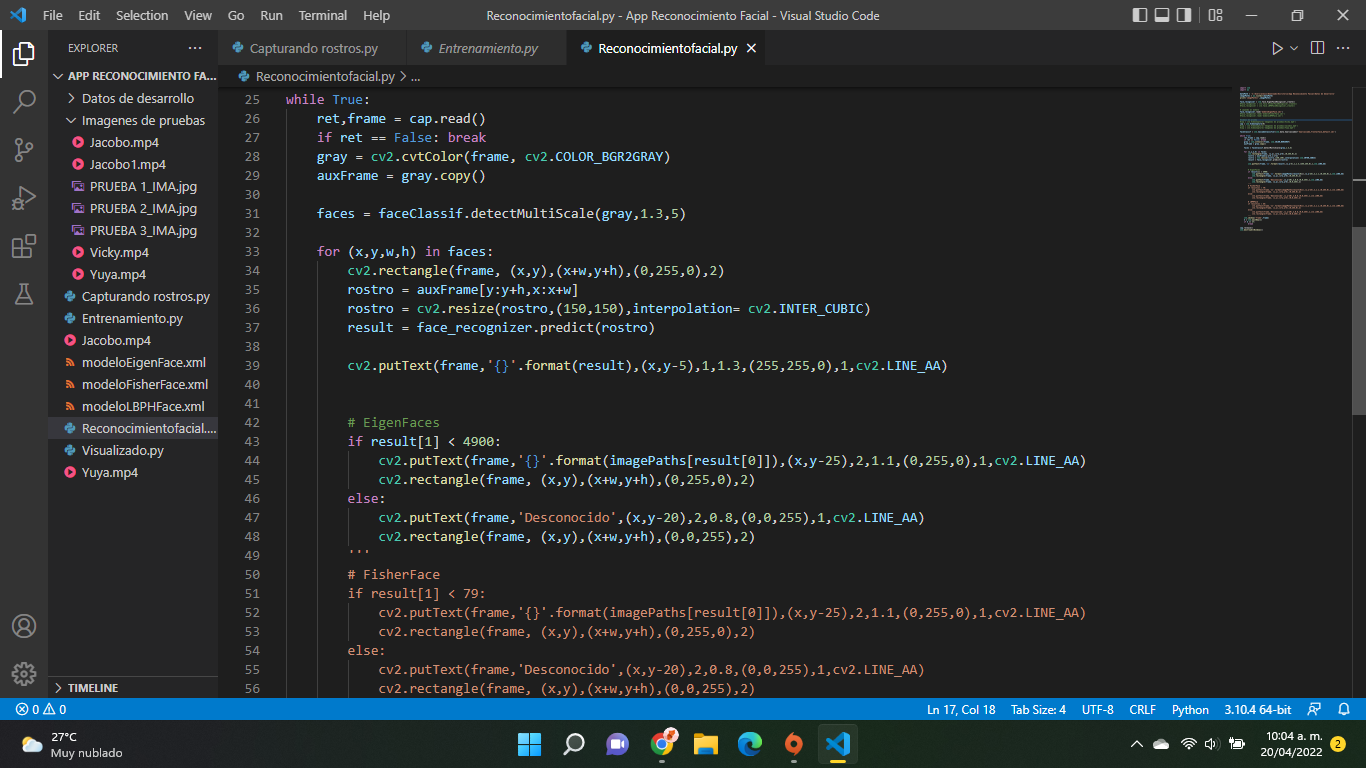 File Edit Selection View Go Run Terminal Help
Reconocimientofacial.py - App Reconocimiento Facial - Visual Studio Code
EXPLORER
APP RECONOCIMIENTO FA...
Datos de desarrollo
Imagenes de pruebas
Jacobo.mp4
Jacobo1.mp4
PRUEBA 1_IMA.jpg
PRUEBA 2_IMA.jpg
PRUEBA 3_IMA.jpg
Vicky.mp4
Yuya.mp4
Capturando rostros.py
Entrenamiento.py
Jacobo.mp4
modeloEigenFace.xml
modeloFisherFace.xml
modeloLBPHFace.xml
Reconocimientofacial....
Visualizado.py
Yuya.mp4
TIMELINE
Capturando rostros.py Entrenamiento.py Reconocimientofacial.py
Reconocimientofacial.py > ...
25 while True:
26     ret,frame = cap.read()
27     if ret == False: break
28     gray = cv2.cvtColor(frame, cv2.COLOR_BGR2GRAY)
29     auxFrame = gray.copy()
30
31     faces = faceClassif.detectMultiScale(gray,1.3,5)
32
33     for (x,y,w,h) in faces:
34         cv2.rectangle(frame, (x,y),(x+w,y+h),(0,255,0),2)
35         rostro = auxFrame[y:y+h,x:x+w]
36         rostro = cv2.resize(rostro,(150,150),interpolation= cv2.INTER_CUBIC)
37         result = face_recognizer.predict(rostro)
38
39         cv2.putText(frame,'{}'.format(result),(x,y-5),1,1.3,(255,255,0),1,cv2.LINE_AA)
40
41
42         # EigenFaces
43         if result[1] < 4900:
44             cv2.putText(frame,'{}'.format(imagePaths[result[0]]),(x,y-25),2,1.1,(0,255,0),1,cv2.LINE_AA)
45             cv2.rectangle(frame, (x,y),(x+w,y+h),(0,255,0),2)
46         else:
47             cv2.putText(frame,'Desconocido',(x,y-20),2,0.8,(0,0,255),1,cv2.LINE_AA)
48             cv2.rectangle(frame, (x,y),(x+w,y+h),(0,0,255),2)
49         '''
50         # FisherFace
51         if result[1] < 79:
52             cv2.putText(frame,'{}'.format(imagePaths[result[0]]),(x,y-25),2,1.1,(0,255,0),1,cv2.LINE_AA)
53             cv2.rectangle(frame, (x,y),(x+w,y+h),(0,255,0),2)
54         else:
55             cv2.putText(frame,'Desconocido',(x,y-20),2,0.8,(0,0,255),1,cv2.LINE_AA)
56             cv2.rectangle(frame, (x,y),(x+w,y+h),(0,0,255),2)
0 0 Ln 17, Col 18 Tab Size: 4 UTF-8 CRLF Python 3.10.4 64-bit
27°C
Muy nublado
10:04 a. m.
20/04/2022
2